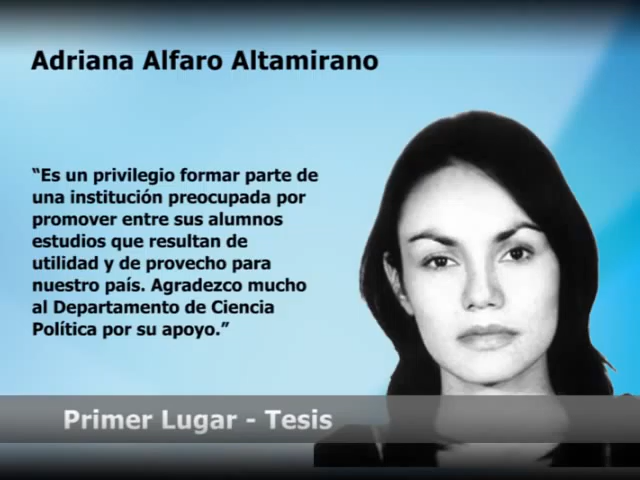 Adriana Alfaro Altamirano
“Es un privilegio formar parte de
una institución preocupada por
promover entre sus alumnos
estudios que resultan de
utilidad y de provecho para
nuestro país. Agradezco mucho
al Departamento de Ciencia
Política por su apoyo.”
Primer Lugar - Tesis